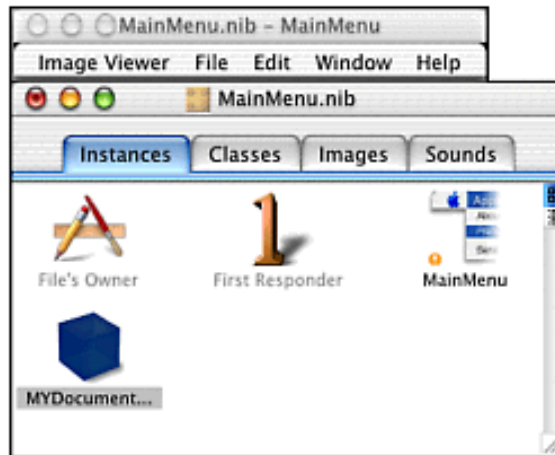 MainMenu.nib – MainMenu
Image Viewer File Edit Window Help
MainMenu.nib
Instances Classes Images Sounds
File's Owner First Responder MainMenu
MYDocument...